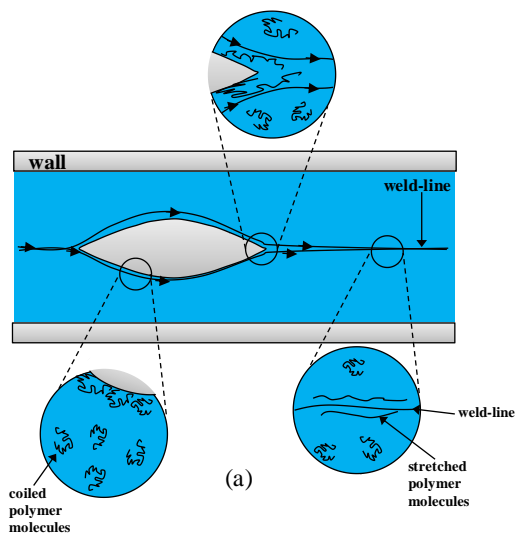 wall
weld-line
weld-line
stretched
polymer
molecules
(a)
coiled
polymer
molecules